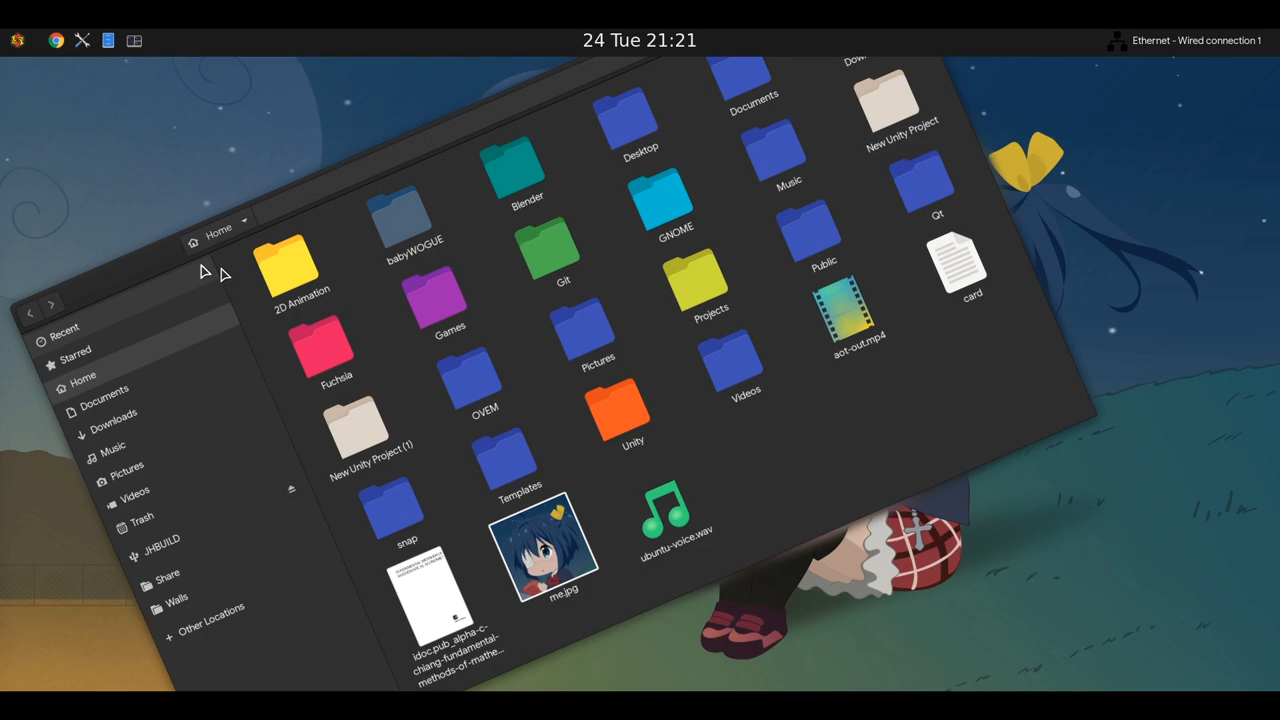 24 Tue 21:21
Ethernet - Wired connection 1
Home
Recent
Starred
Home
Documents
Downloads
Music
Pictures
Videos
Trash
JHBUILD
Share
Walls
Other Locations
2D Animation
babyWOGUE
Blender
Desktop
Documents
Fuchsia
Games
Git
GNOME
Music
New Unity Project
New Unity Project (1)
OVEM
Pictures
Projects
Public
Qt
snap
Templates
Unity
Videos
aot-out.mp4
card
idoc.pub_alpha-c-
chiang-fundamental-
methods-of-mathe...
me.jpg
ubuntu-voice.wav